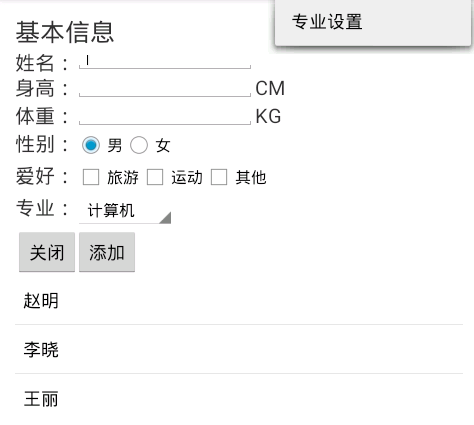 专业设置
基本信息
姓名：
身高： CM
体重： KG
性别： 男 女
爱好： 旅游 运动 其他
专业： 计算机
关闭 添加
赵明
李晓
王丽